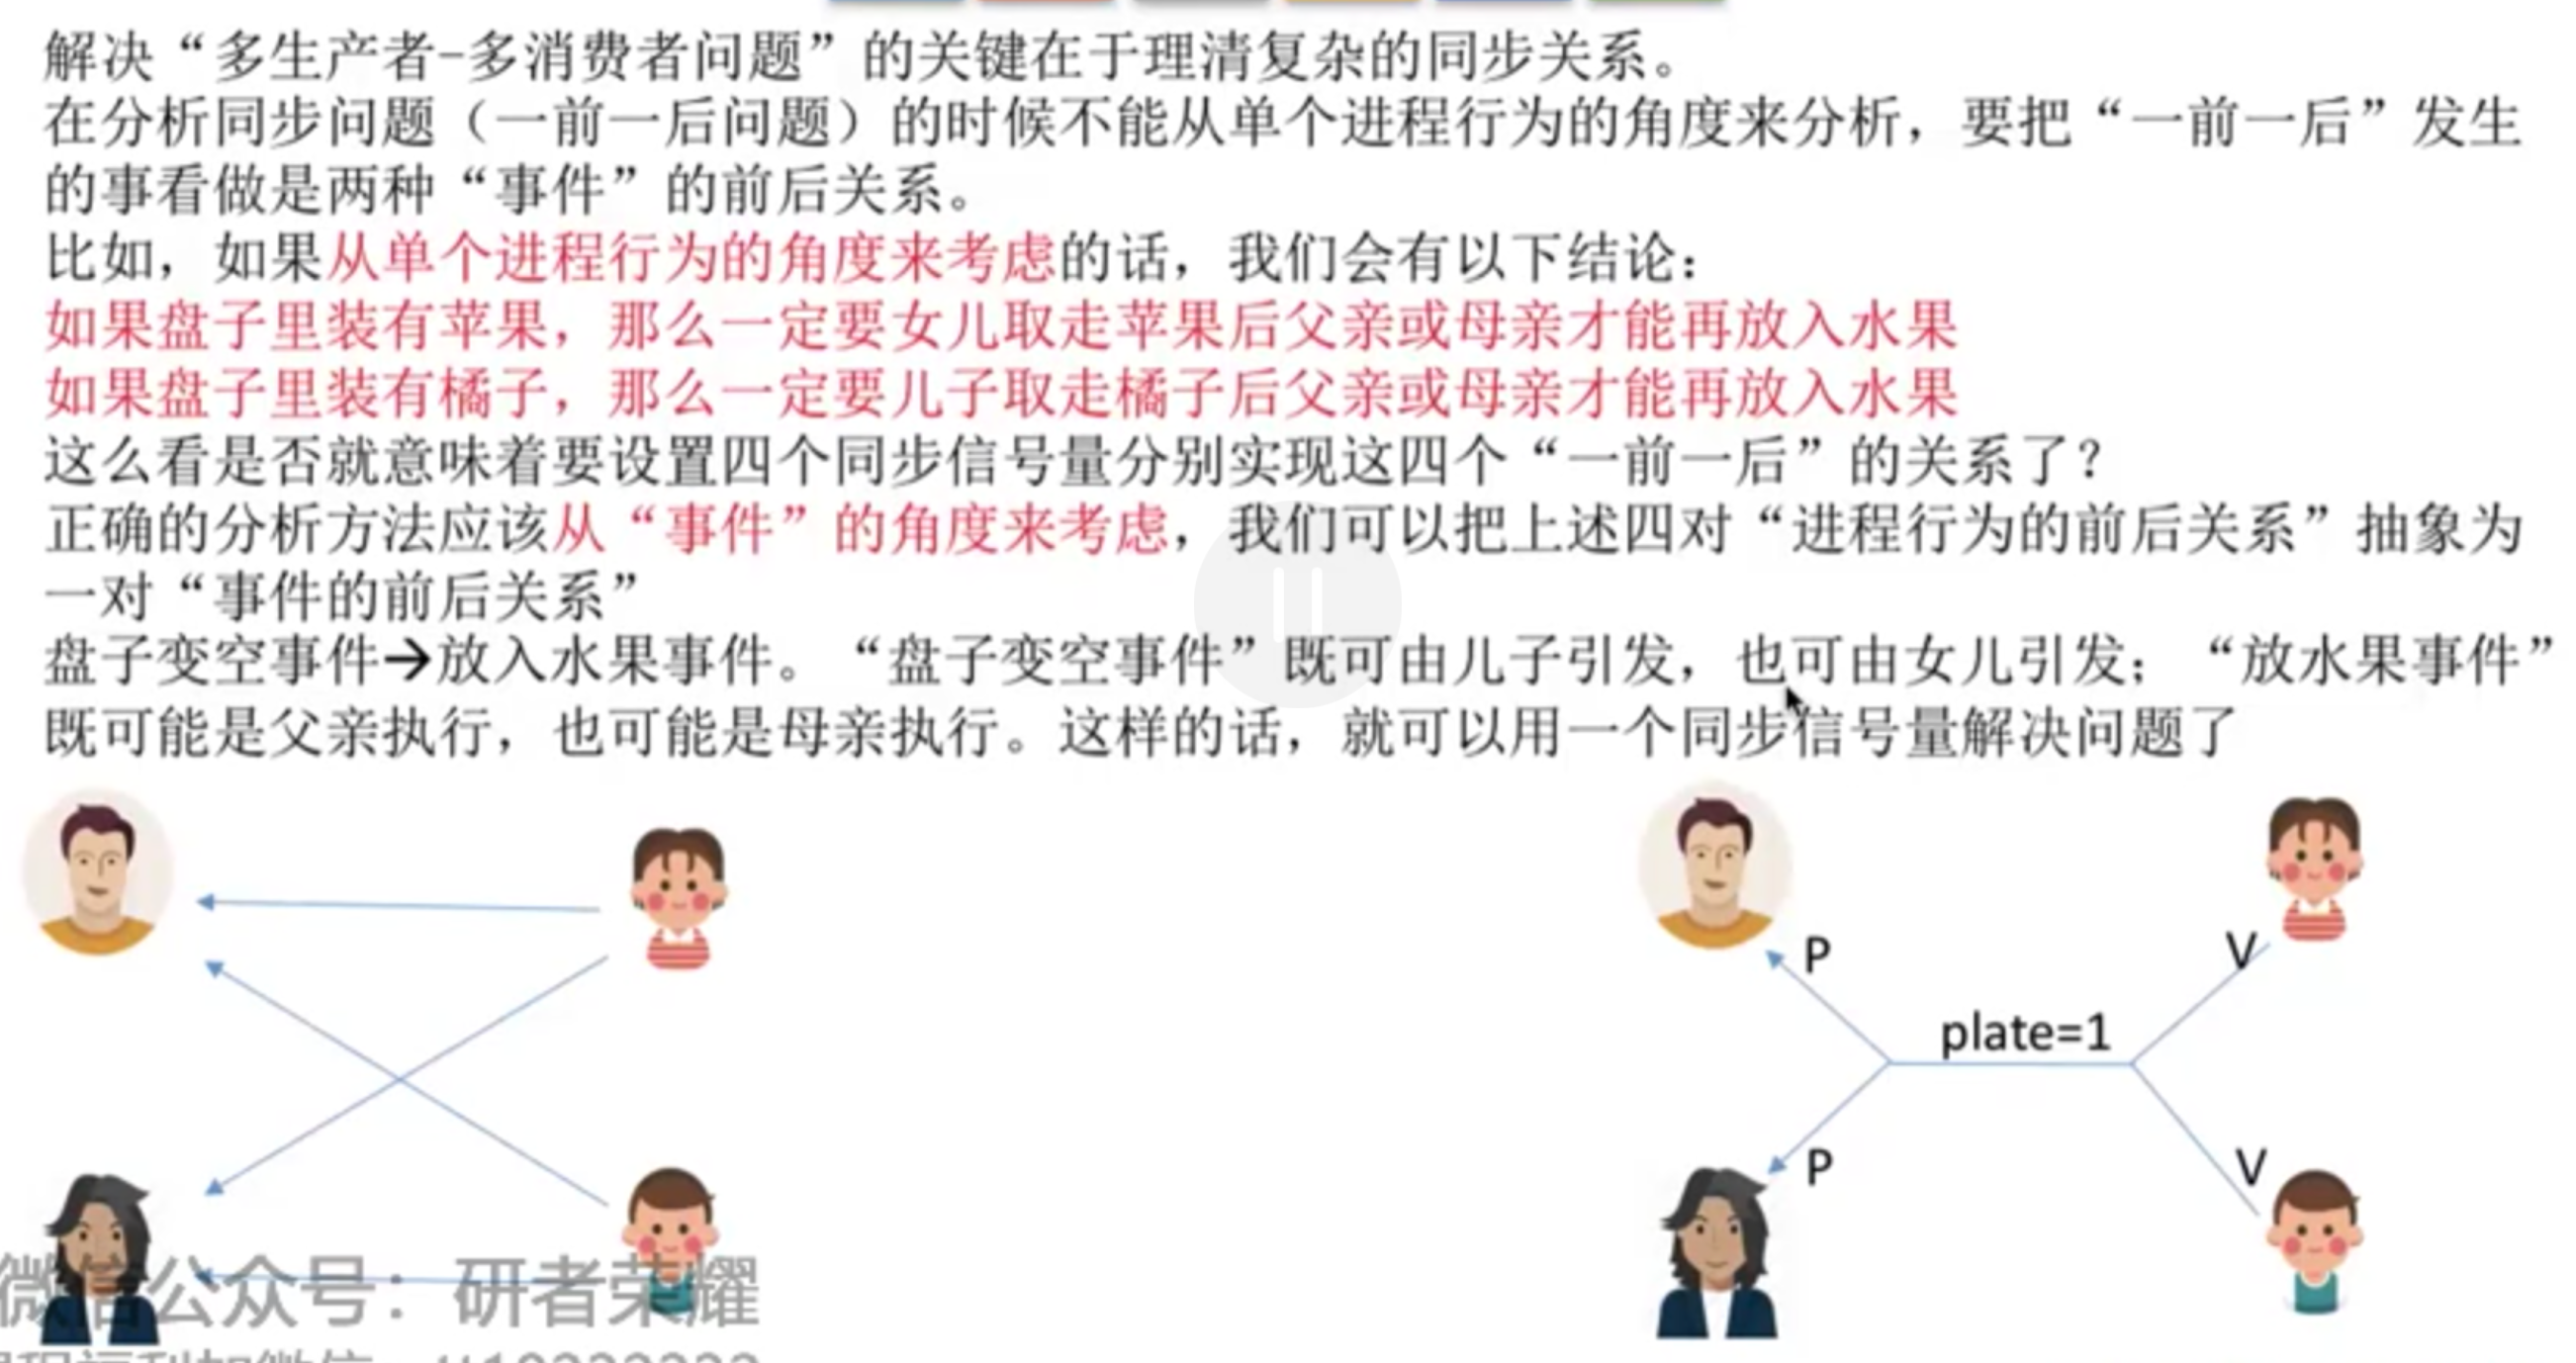 解决“多生产者-多消费者问题”的关键在于理清复杂的同步关系。
在分析同步问题（一前一后问题）的时候不能从单个进程行为的角度来分析，要把“一前一后”发生
的事看做是两种“事件”的前后关系。
比如，如果从单个进程行为的角度来考虑的话，我们会有以下结论：
如果盘子里装有苹果，那么一定要女儿取走苹果后父亲或母亲才能再放入水果
如果盘子里装有橘子，那么一定要儿子取走橘子后父亲或母亲才能再放入水果
这么看是否就意味着要设置四个同步信号量分别实现这四个“一前一后”的关系了？
正确的分析方法应该从“事件”的角度来考虑，我们可以把上述四对“进程行为的前后关系”抽象为
一对“事件的前后关系”
盘子变空事件→放入水果事件。“盘子变空事件”既可由儿子引发，也可由女儿引发；“放水果事件”
既可能是父亲执行，也可能是母亲执行。这样的话，就可以用一个同步信号量解决问题了
P
V
plate=1
P
V
微信公众号：研者荣耀